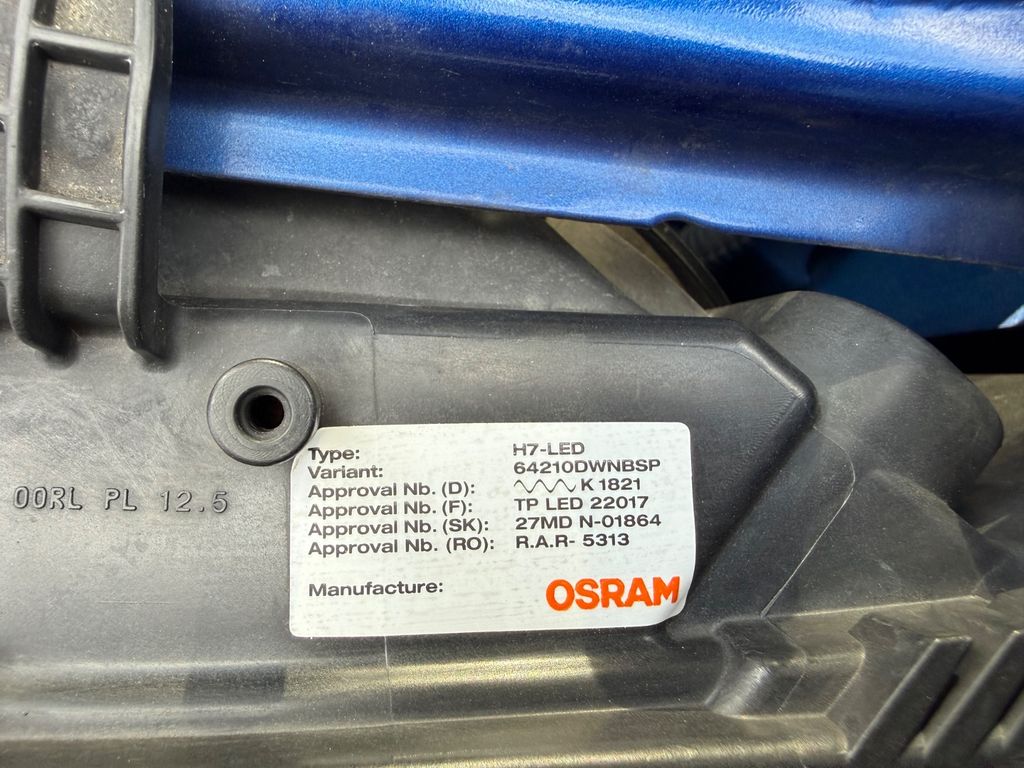 Type: H7-LED
Variant: 64210DWNBSP
Approval Nb. (D): K 1821
Approval Nb. (F): TP LED 22017
Approval Nb. (SK): 27MD N-01864
Approval Nb. (RO): R.A.R- 5313
Manufacture: OSRAM
00RL PL 12.5